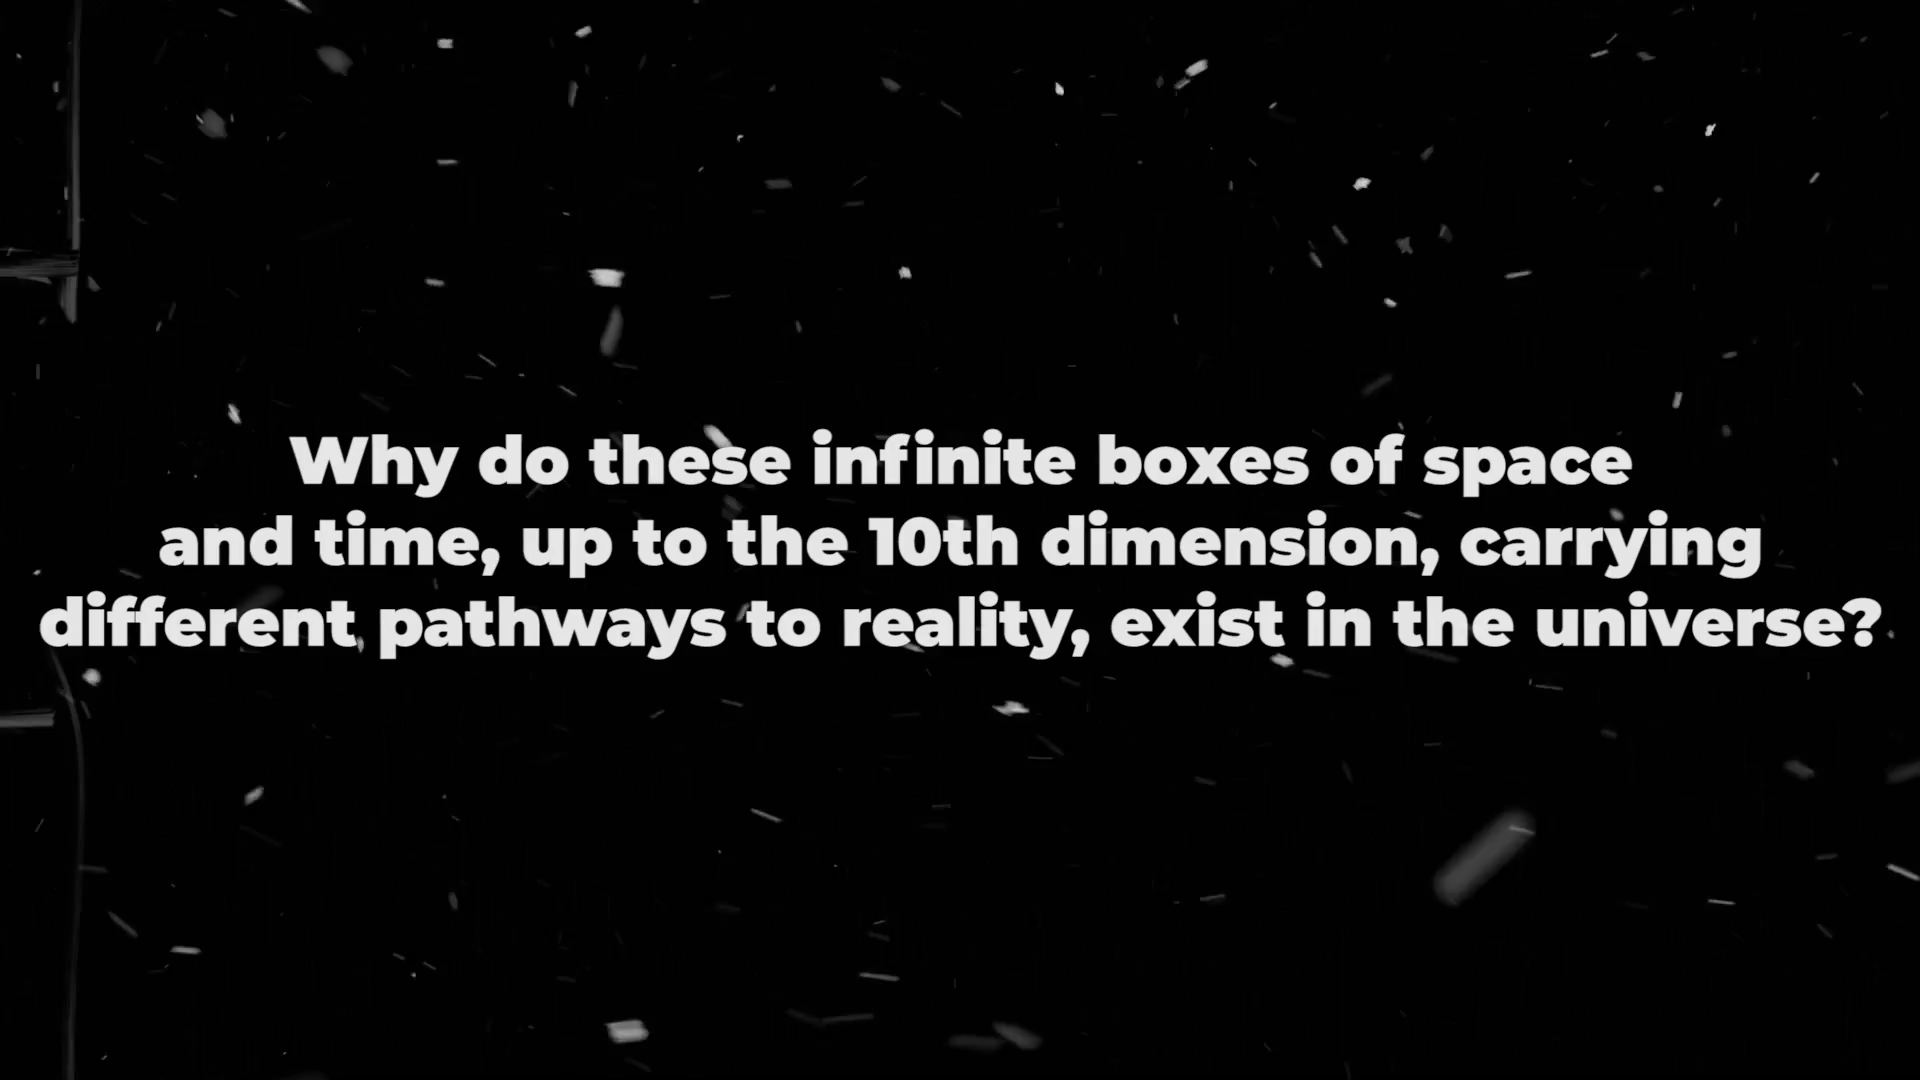 Why do these infinite boxes of space
and time, up to the 10th dimension, carrying
different pathways to reality, exist in the universe?